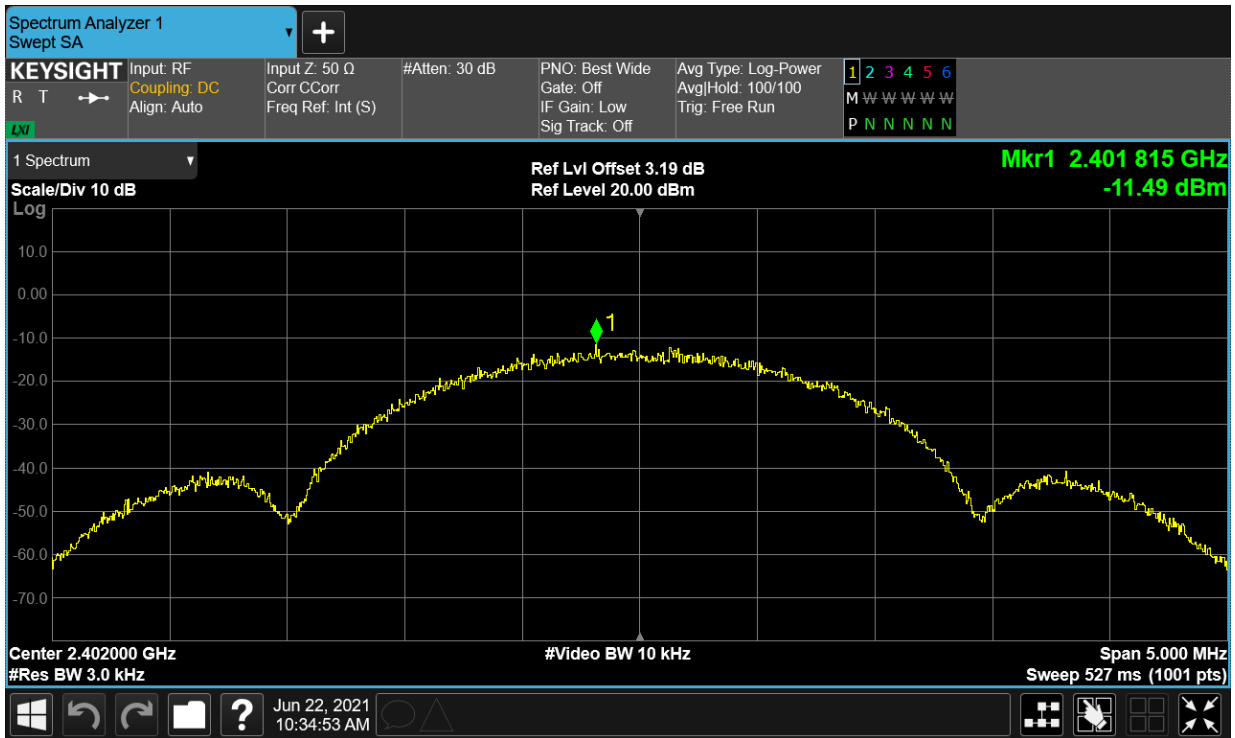 Spectrum Analyzer 1
Swept SA
KEYSIGHT
R T
LXI
Input: RF
Coupling: DC
Align: Auto
Input Z: 50 Ω
Corr CCorr
Freq Ref: Int (S)
#Atten: 30 dB
PNO: Best Wide
Gate: Off
IF Gain: Low
Sig Track: Off
Avg Type: Log-Power
Avg|Hold: 100/100
Trig: Free Run
1 2 3 4 5 6
M W W W W W
P N N N N N
1 Spectrum
Scale/Div 10 dB
Log
Ref Lvl Offset 3.19 dB
Ref Level 20.00 dBm
Mkr1 2.401 815 GHz
-11.49 dBm
10.0
0.00
1
-10.0
-20.0
-30.0
-40.0
-50.0
-60.0
-70.0
Center 2.402000 GHz
#Res BW 3.0 kHz
#Video BW 10 kHz
Span 5.000 MHz
Sweep 527 ms (1001 pts)
?
Jun 22, 2021
10:34:53 AM